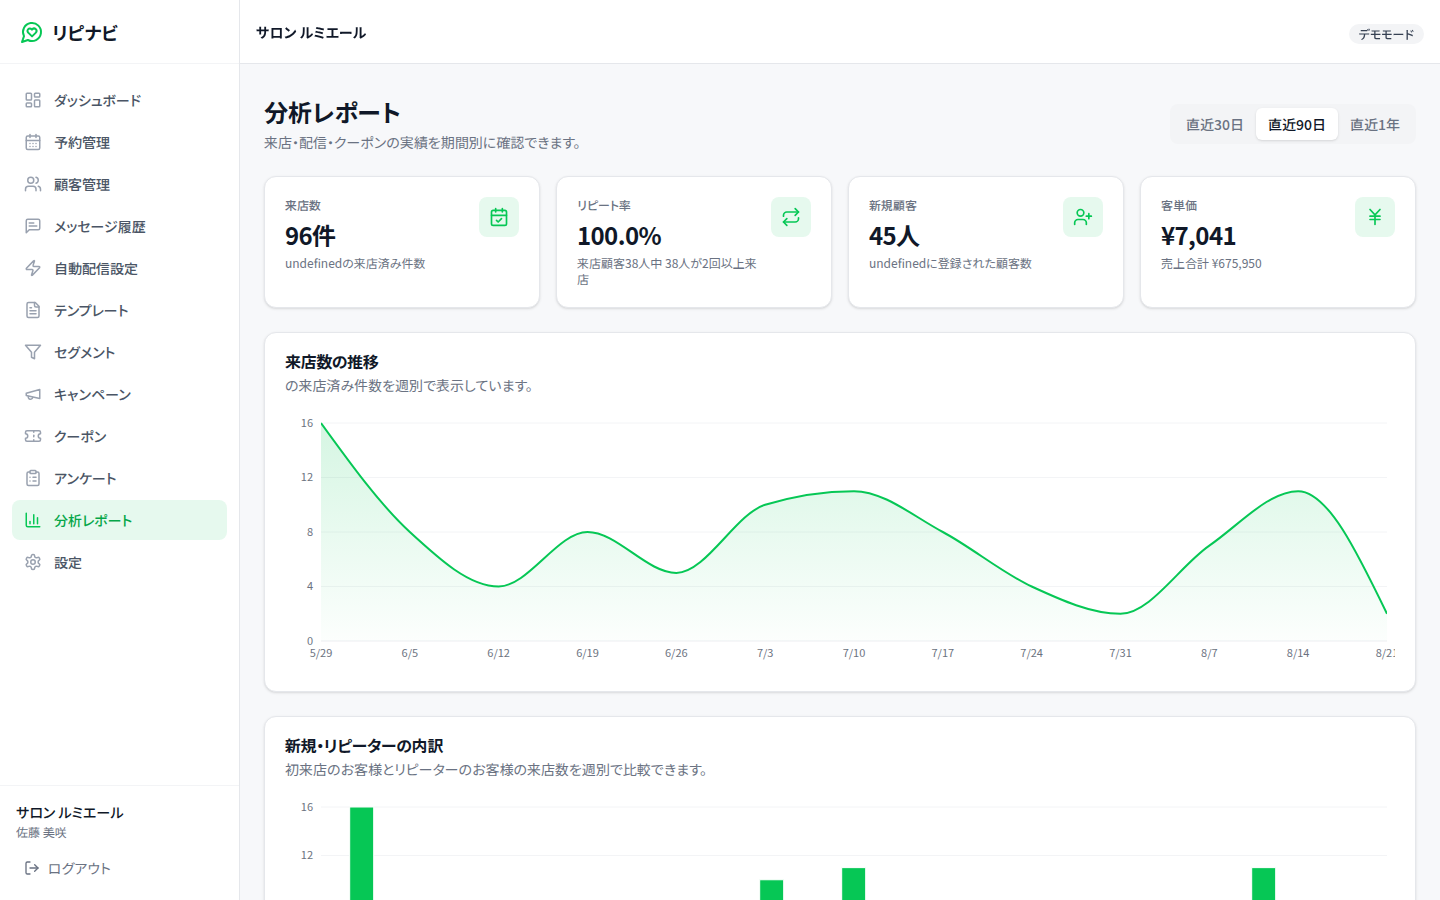 リピナビ
サロン ルミエール
デモモード
ダッシュボード
予約管理
顧客管理
メッセージ履歴
自動配信設定
テンプレート
セグメント
キャンペーン
クーポン
アンケート
分析レポート
設定
サロン ルミエール
佐藤 美咲
ログアウト
分析レポート
来店・配信・クーポンの実績を期間別に確認できます。
直近30日 直近90日 直近1年
来店数
96件
undefinedの来店済み件数
リピート率
100.0%
来店顧客38人中 38人が2回以上来
店
新規顧客
45人
undefinedに登録された顧客数
客単価
¥7,041
売上合計 ¥675,950
来店数の推移
の来店済み件数を週別で表示しています。
16
12
8
4
0
5/29 6/5 6/12 6/19 6/26 7/3 7/10 7/17 7/24 7/31 8/7 8/14 8/21
新規・リピーターの内訳
初来店のお客様とリピーターのお客様の来店数を週別で比較できます。
16
12